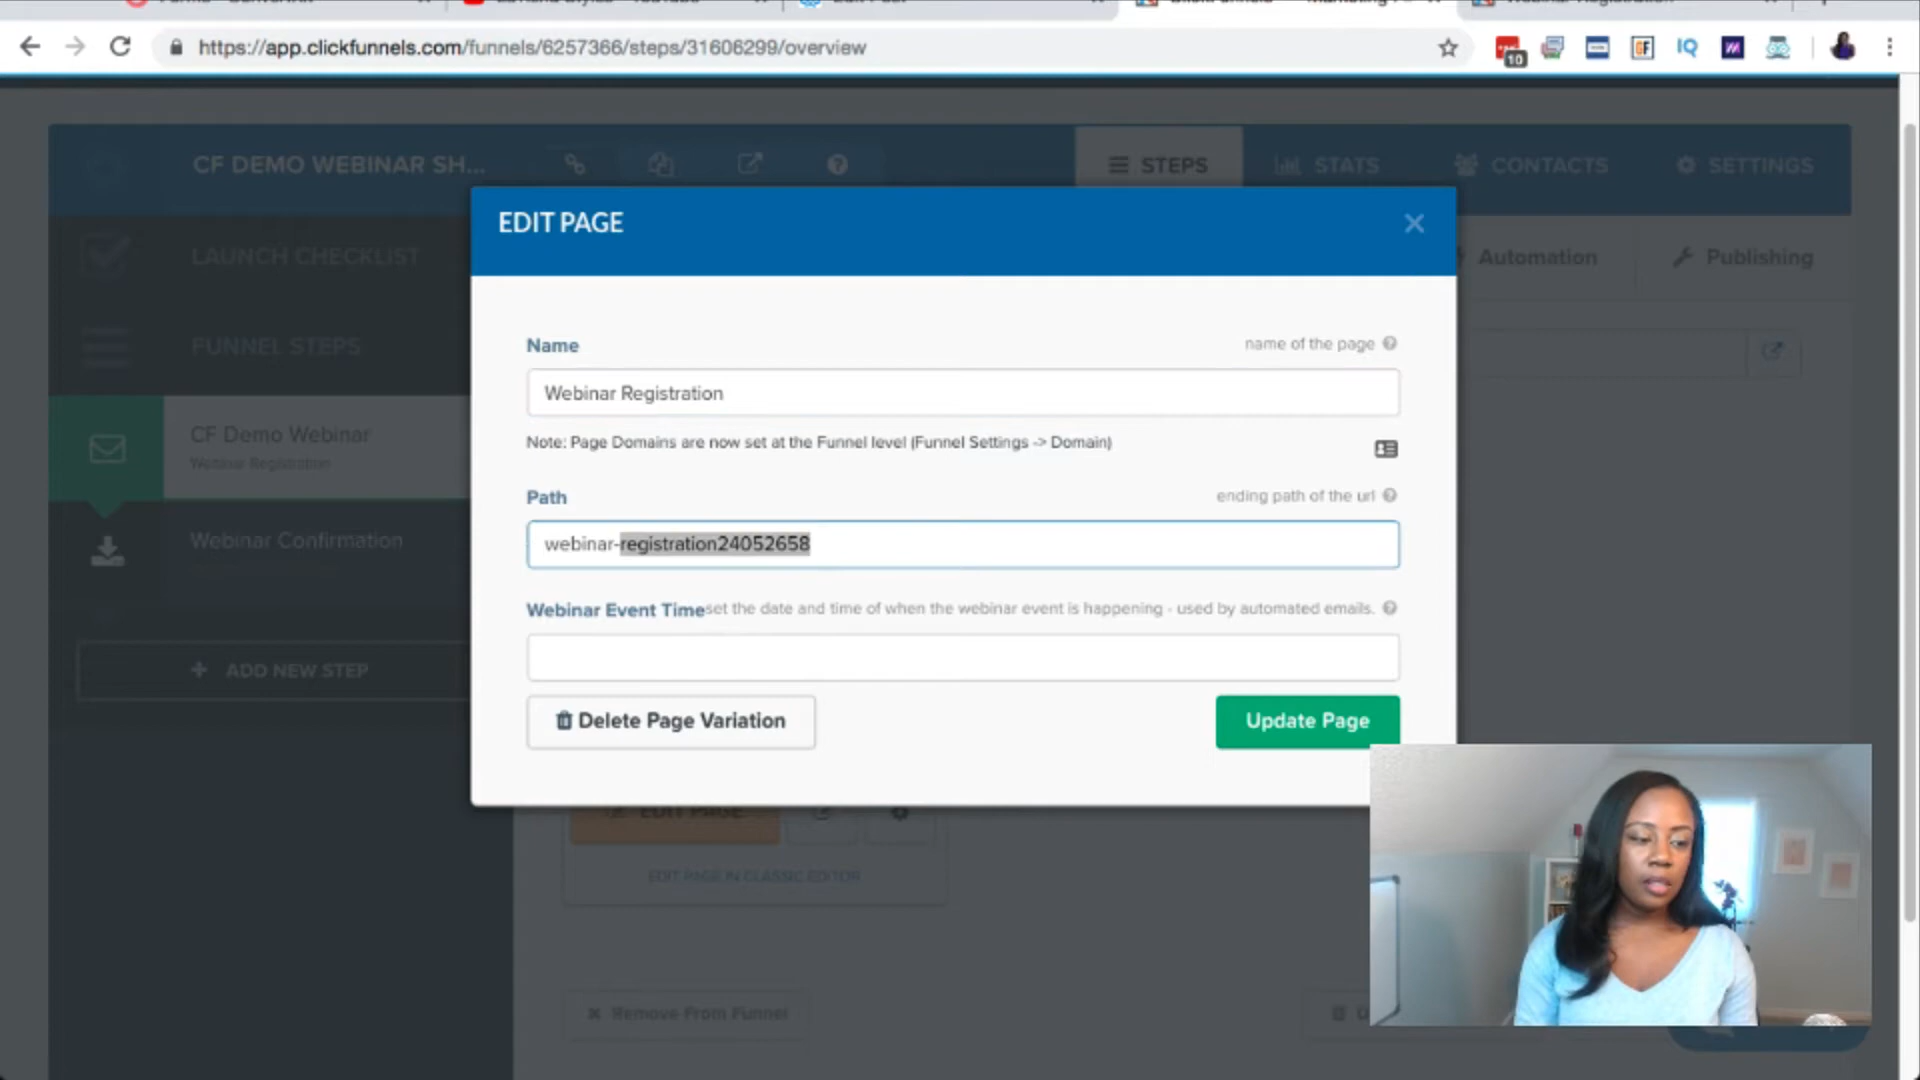 https://app.clickfunnels.com/funnels/6257366/steps/31606299/overview
10
GF
IQ
CF DEMO WEBINAR SH...
STEPS
STATS
CONTACTS
SETTINGS
LAUNCH CHECKLIST
Automation
Publishing
FUNNEL STEPS
CF Demo Webinar
Webinar Registration
Webinar Confirmation
+ ADD NEW STEP
EDIT PAGE
Name
name of the page
Webinar Registration
Note: Page Domains are now set at the Funnel level (Funnel Settings -> Domain)
Path
ending path of the url
webinar-registration24052658
Webinar Event Time
set the date and time of when the webinar event is happening - used by automated emails.
Delete Page Variation
Update Page
EDIT PAGE
EDIT PAGE IN CLASSIC EDITOR
Remove From Funnel